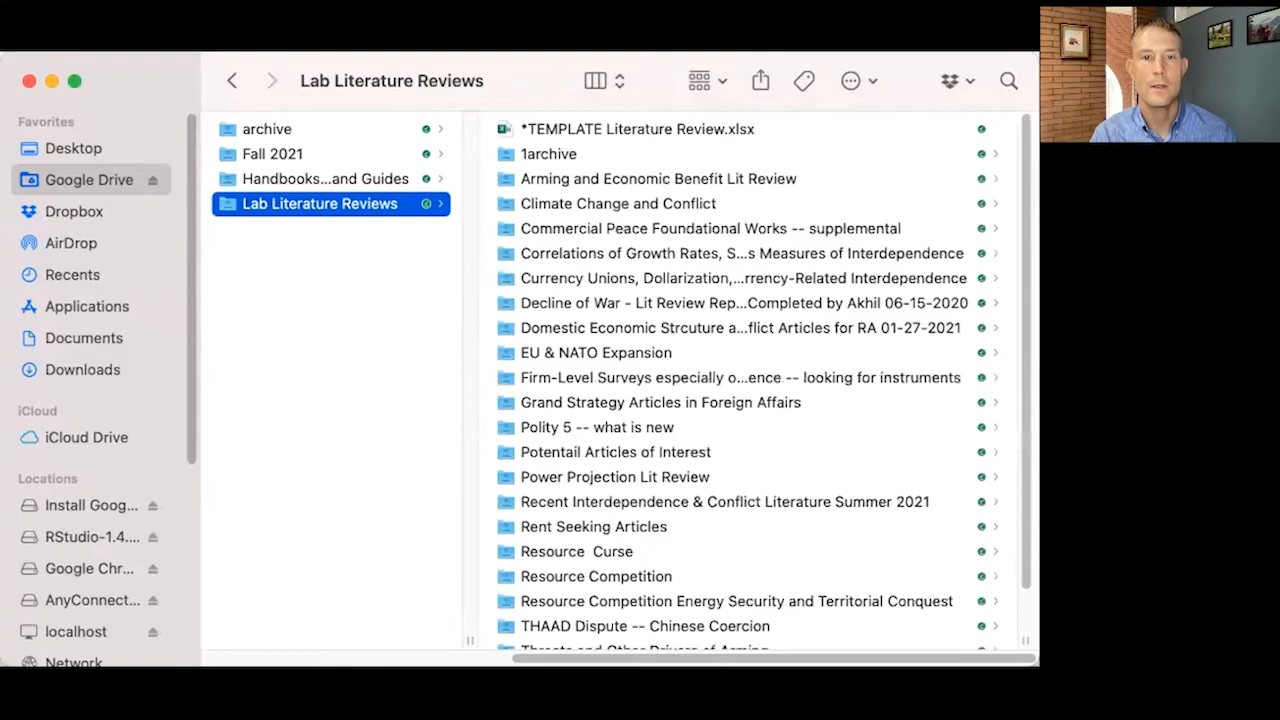 Lab Literature Reviews
Favorites
Desktop
Google Drive
Dropbox
AirDrop
Recents
Applications
Documents
Downloads
iCloud
iCloud Drive
Locations
Install Goog...
RStudio-1.4....
Google Chr...
AnyConnect...
localhost
Network
archive
Fall 2021
Handbooks...and Guides
Lab Literature Reviews
*TEMPLATE Literature Review.xlsx
1archive
Arming and Economic Benefit Lit Review
Climate Change and Conflict
Commercial Peace Foundational Works -- supplemental
Correlations of Growth Rates, S...s Measures of Interdependence
Currency Unions, Dollarization,...rrency-Related Interdependence
Decline of War - Lit Review Rep...Completed by Akhil 06-15-2020
Domestic Economic Strcuture a...flict Articles for RA 01-27-2021
EU & NATO Expansion
Firm-Level Surveys especially o...ence -- looking for instruments
Grand Strategy Articles in Foreign Affairs
Polity 5 -- what is new
Potentail Articles of Interest
Power Projection Lit Review
Recent Interdependence & Conflict Literature Summer 2021
Rent Seeking Articles
Resource  Curse
Resource Competition
Resource Competition Energy Security and Territorial Conquest
THAAD Dispute -- Chinese Coercion
Threats and Other Drivers of Arming